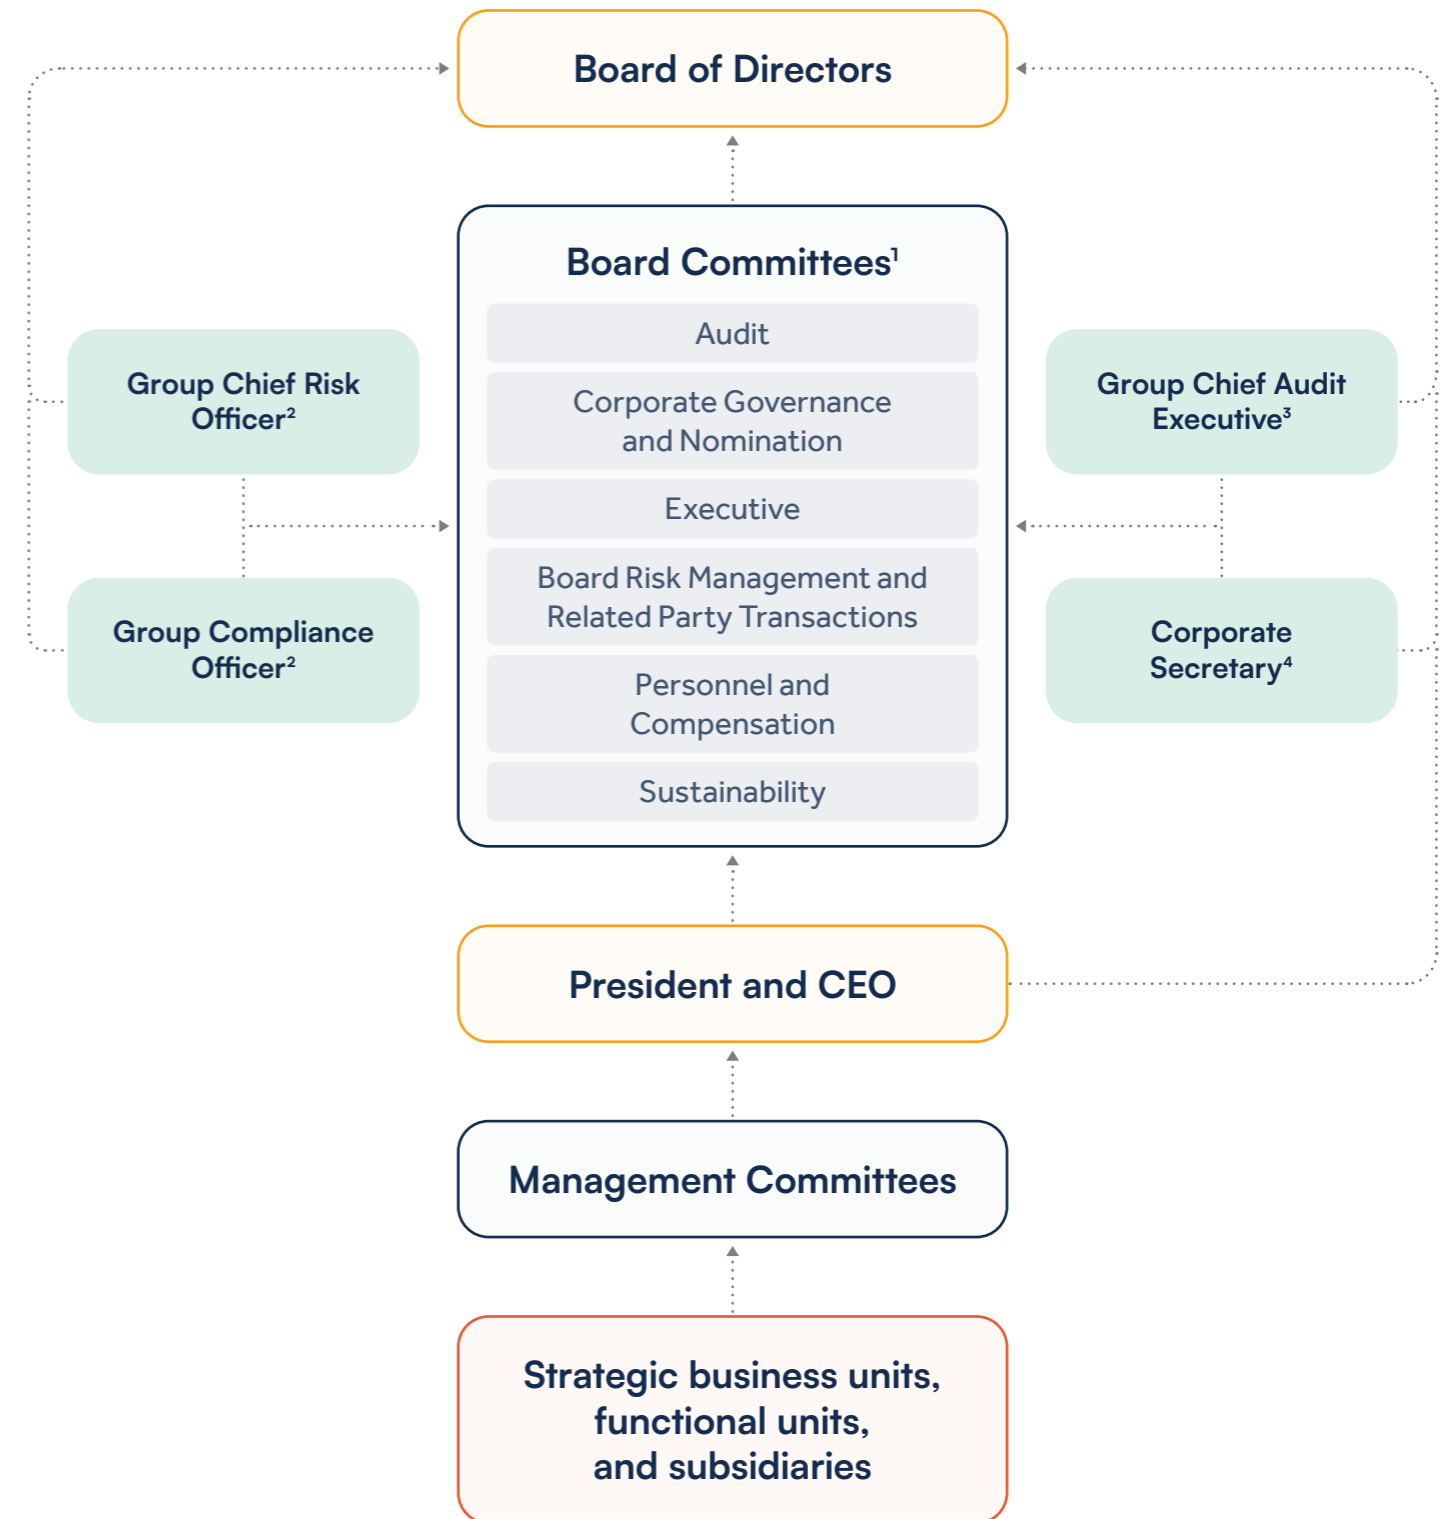 Board of Directors
Board Committees¹
Audit
Corporate Governance
and Nomination
Executive
Board Risk Management and
Related Party Transactions
Personnel and
Compensation
Sustainability
Group Chief Risk
Officer²
Group Compliance
Officer²
Group Chief Audit
Executive³
Corporate
Secretary⁴
President and CEO
Management Committees
Strategic business units,
functional units,
and subsidiaries